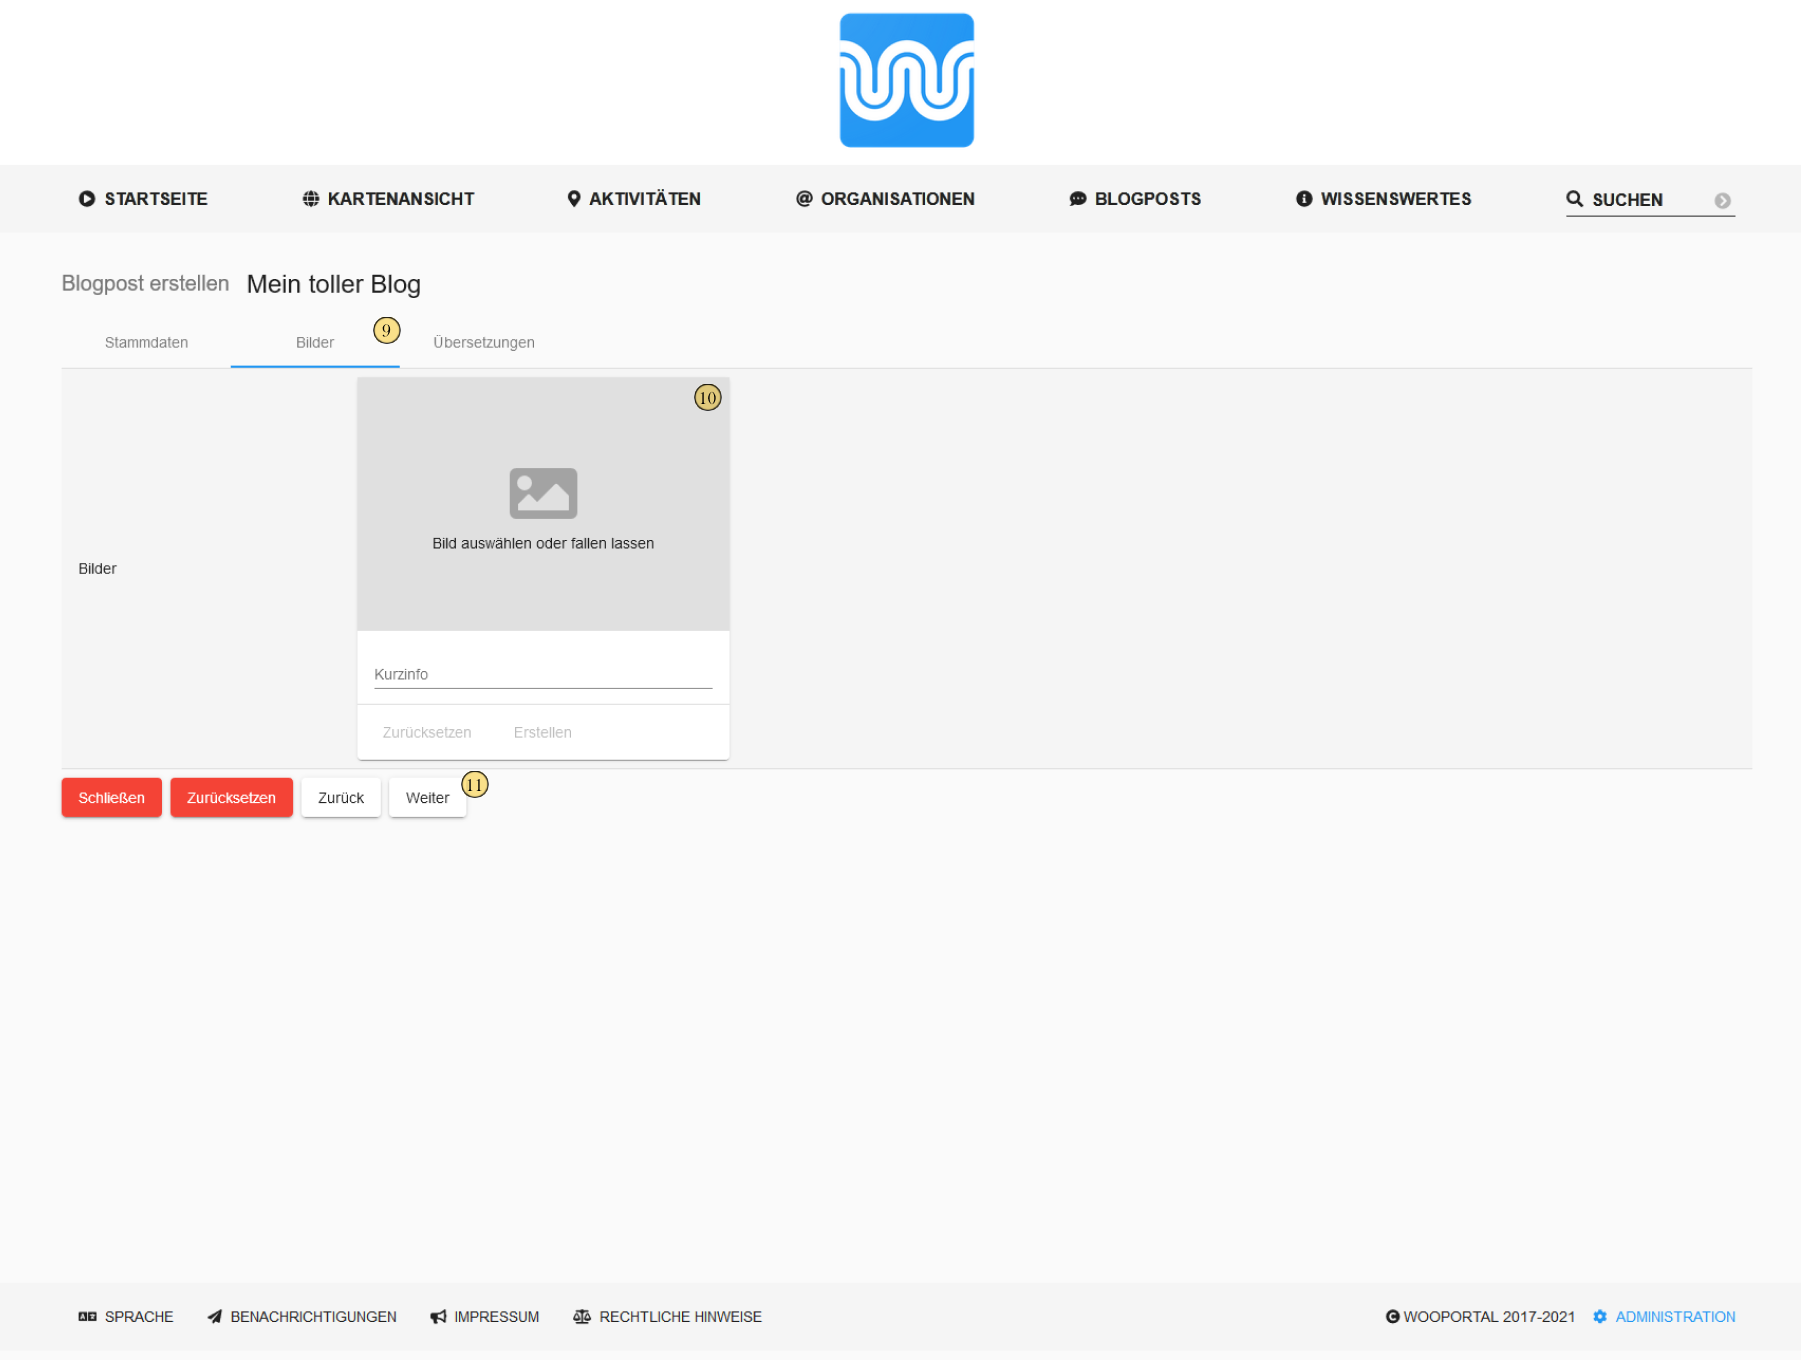 STARTSEITE KARTENANSICHT AKTIVITÄTEN ORGANISATIONEN BLOGPOSTS WISSENSWERTES SUCHEN
Blogpost erstellen Mein toller Blog
Stammdaten Bilder 9 Übersetzungen
10
Bild auswählen oder fallen lassen
Bilder
Kurzinfo
Zurücksetzen Erstellen
Schließen Zurücksetzen Zurück Weiter 11
SPRACHE BENACHRICHTIGUNGEN IMPRESSUM RECHTLICHE HINWEISE WOOPORTAL 2017-2021 ADMINISTRATION